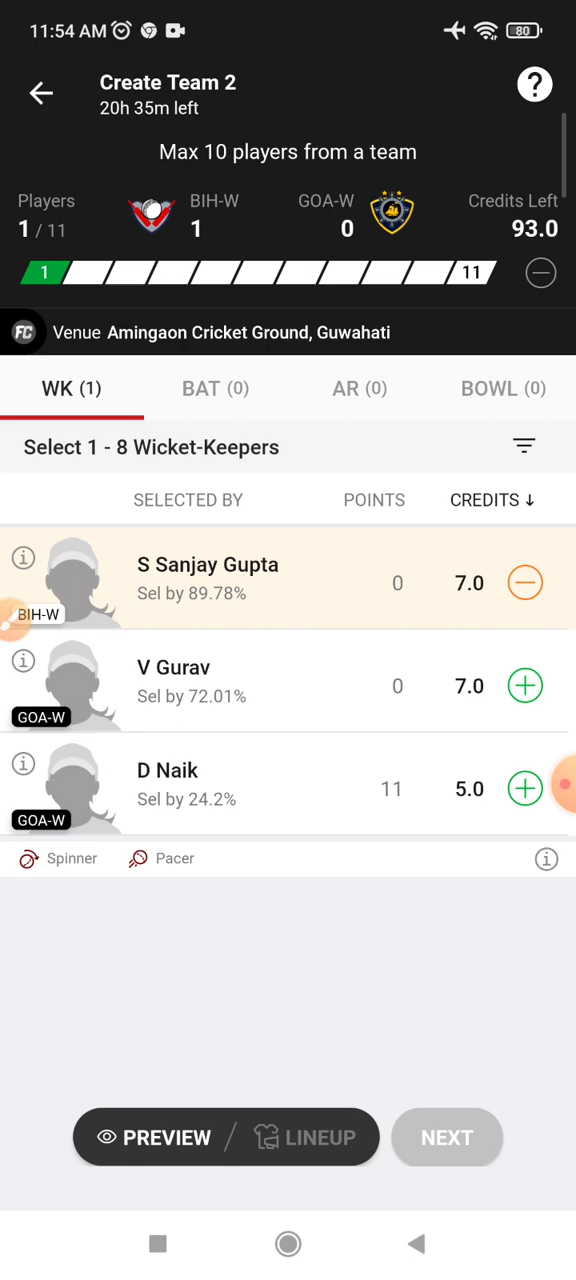 11:54 AM
80
Create Team 2
20h 35m left
?
Max 10 players from a team
Players BIH-W GOA-W Credits Left
1 / 11 1 0 93.0
1 11
FC Venue Amingaon Cricket Ground, Guwahati
WK (1) BAT (0) AR (0) BOWL (0)
Select 1 - 8 Wicket-Keepers
SELECTED BY POINTS CREDITS ↓
S Sanjay Gupta
Sel by 89.78% 0 7.0
BIH-W
V Gurav
Sel by 72.01% 0 7.0
GOA-W
D Naik
Sel by 24.2% 11 5.0
GOA-W
Spinner Pacer
PREVIEW / LINEUP NEXT